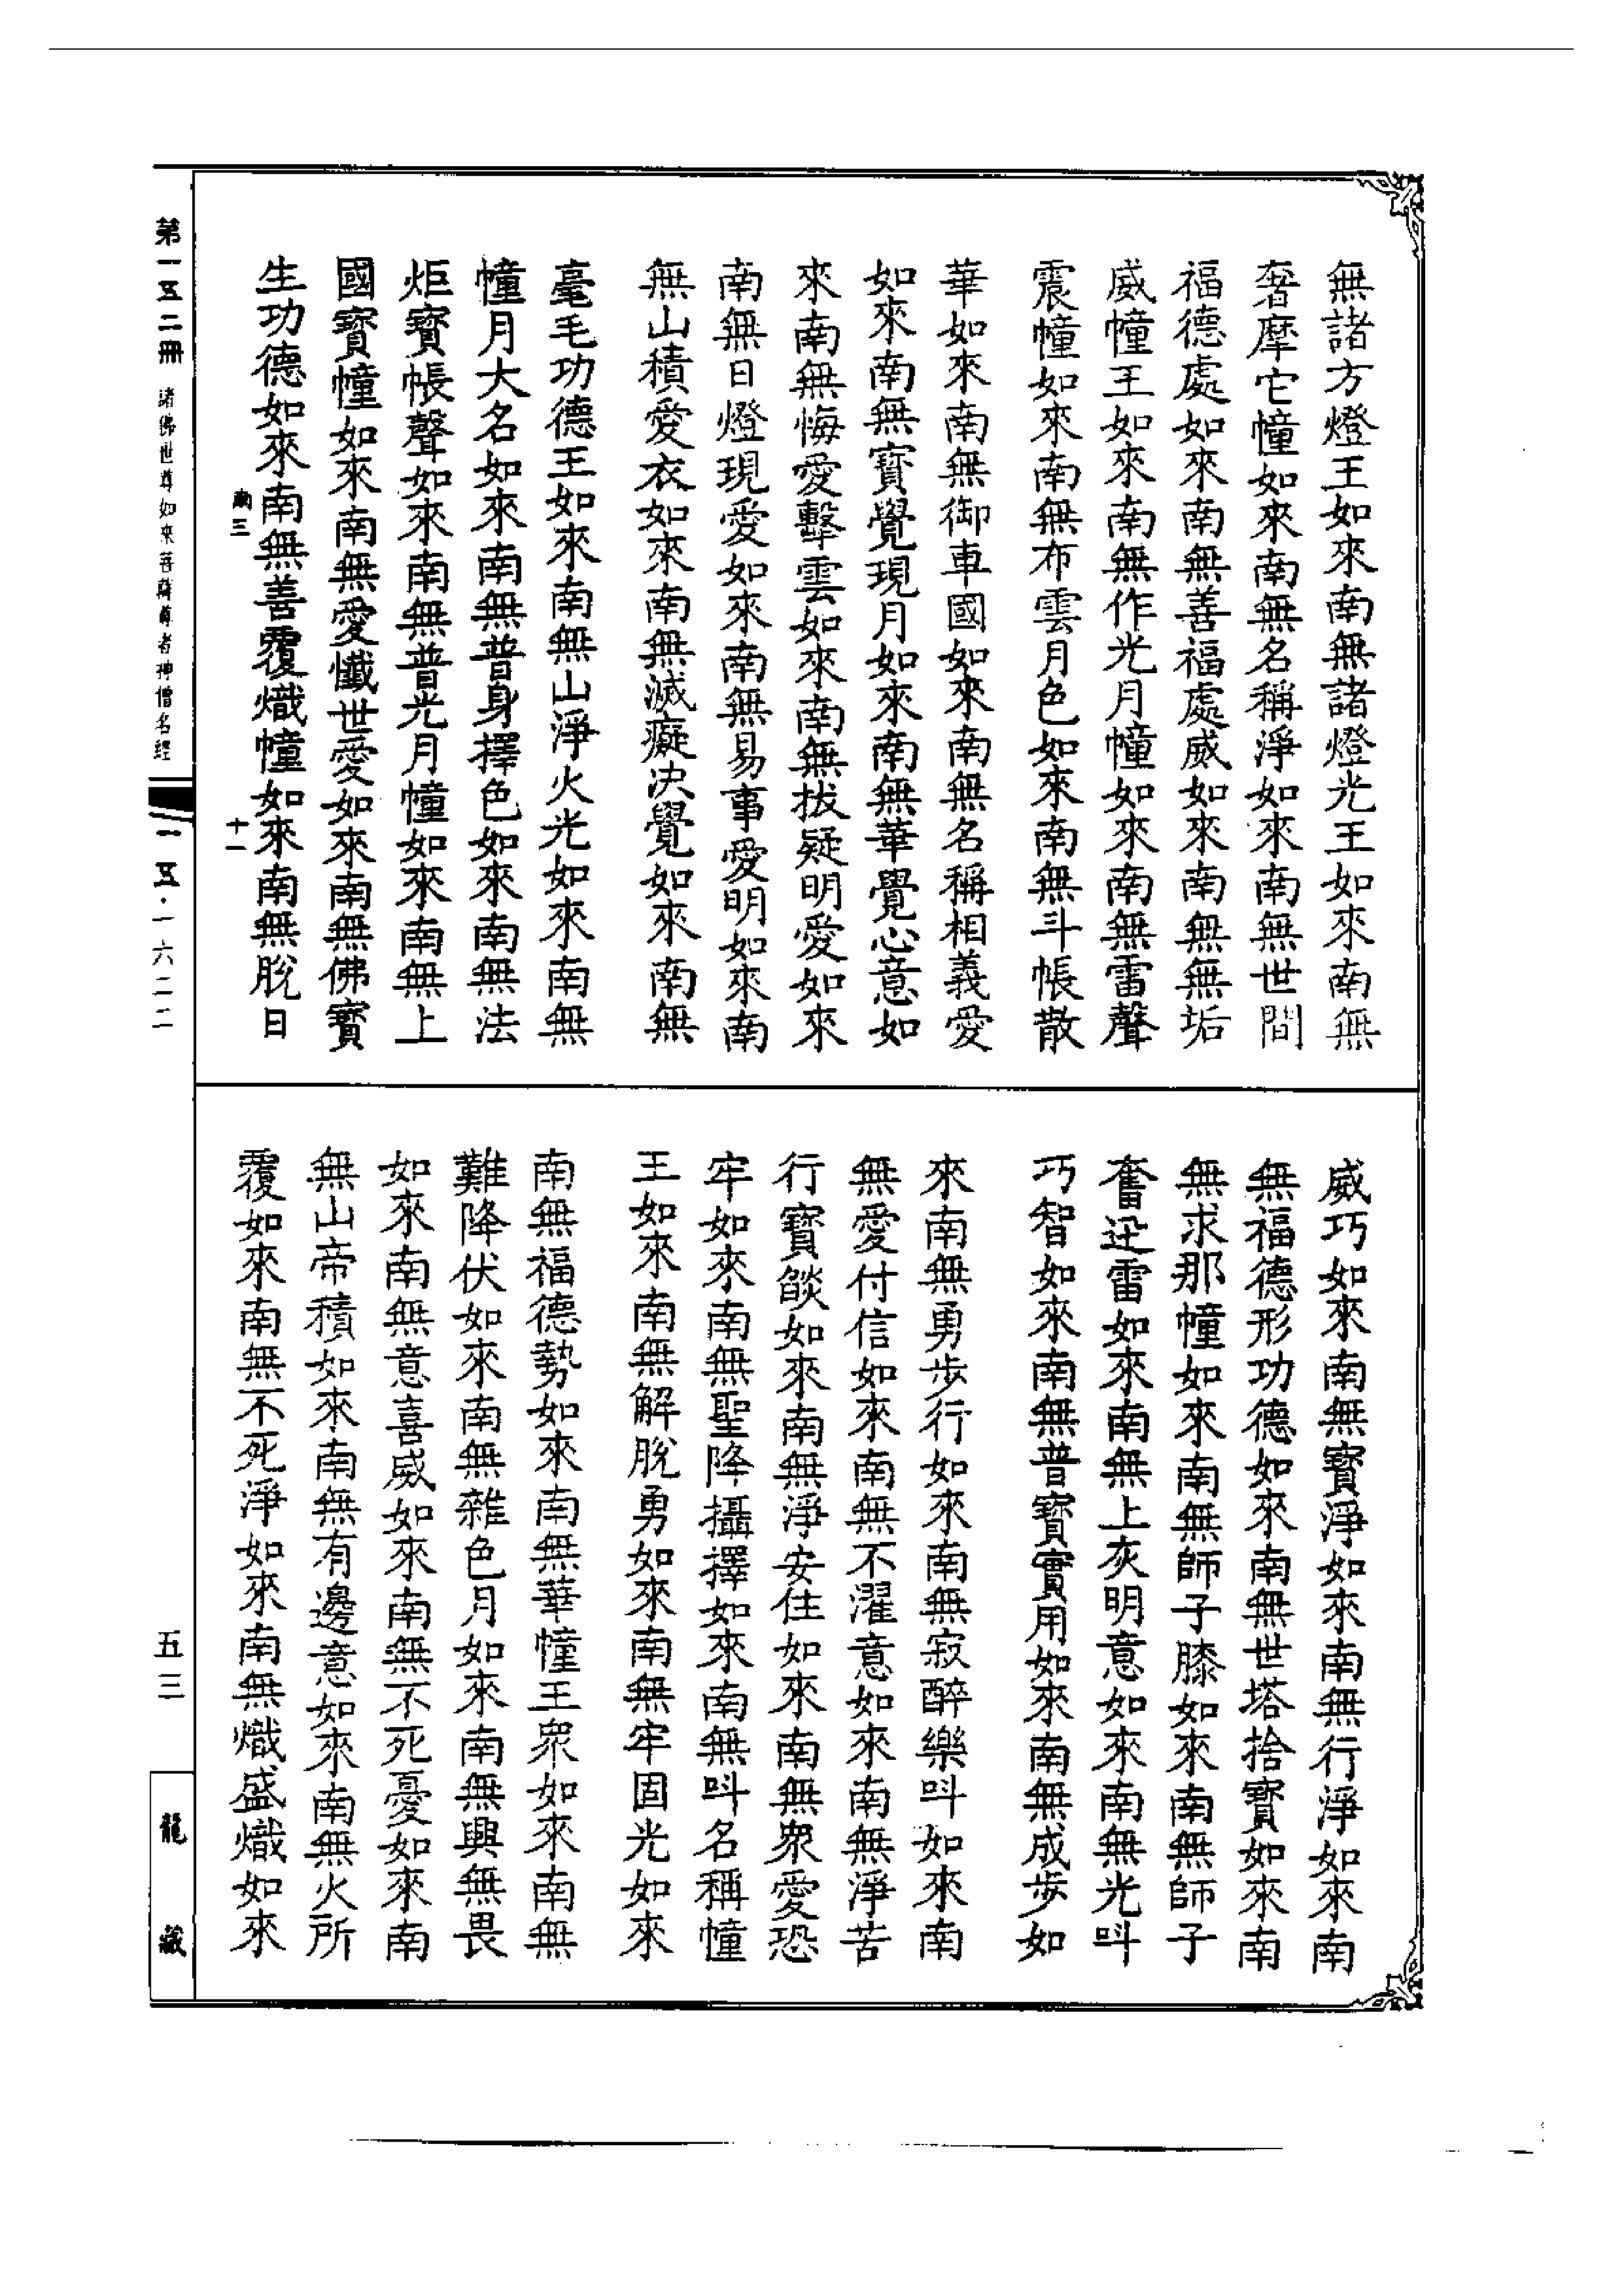 無諸方燈王如來南無諸燈光王如來南無
奢摩它幢如來南無名稱淨如來南無世間
福德處如來南無善福處威如來南無無垢
威幢王如來南無作光月幢如來南無雷聲
震幢如來南無布雲月色如來南無斗帳散
華如來南無御車國如來南無名稱相義愛
如來南無寶覺現月如來南無華覺心意如
來南無悔愛擊雲如來南無拔疑明愛如來
南無日燈現愛如來南無易事愛明如來南
無山積愛衣如來南無滅癡決覺如來南無
毫毛功德王如來南無山淨火光如來南無
幢月大名如來南無普身擇色如來南無法
炬寶帳聲如來南無普光月幢如來南無上
國寶幢如來南無愛懺世愛如來南無佛寶
生功德如來南無善覆熾幢如來南無脫日
三
十一
威巧如來南無寶淨如來南無行淨如來南
無福德形功德如來南無世塔捨寶如來南
無求那幢如來南無師子膝如來南無師子
奮迅雷如來南無上灰明意如來南無光叫
巧智如來南無普寶實用如來南無成步如
來南無勇步行如來南無寂醉樂叫如來南
無愛付信如來南無不濯意如來南無淨苦
行寶燄如來南無淨安住如來南無眾愛恐
牢如來南無聖降攝擇如來南無叫名稱幢
王如來南無解脫勇如來南無牢固光如來
南無福德勢如來南無華幢王眾如來南無
難降伏如來南無雜色月如來南無興無畏
如來南無意喜威如來南無不死憂如來南
無山帝積如來南無有邊意如來南無火所
覆如來南無不死淨如來南無熾盛熾如來
第一五二冊 諸佛世尊如來菩薩尊者神僧名經
一五·一六二二
五三
龍藏